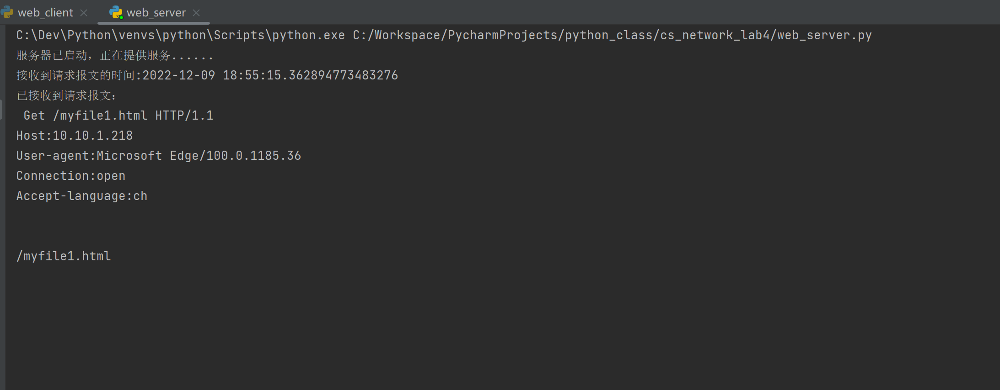 web_client web_server
C:\Dev\Python\venvs\python\Scripts\python.exe C:/Workspace/PycharmProjects/python_class/cs_network_lab4/web_server.py
服务器已启动，正在提供服务......
接收到请求报文的时间:2022-12-09 18:55:15.362894773483276
已接收到请求报文：
Get /myfile1.html HTTP/1.1
Host:10.10.1.218
User-agent:Microsoft Edge/100.0.1185.36
Connection:open
Accept-language:ch
/myfile1.html